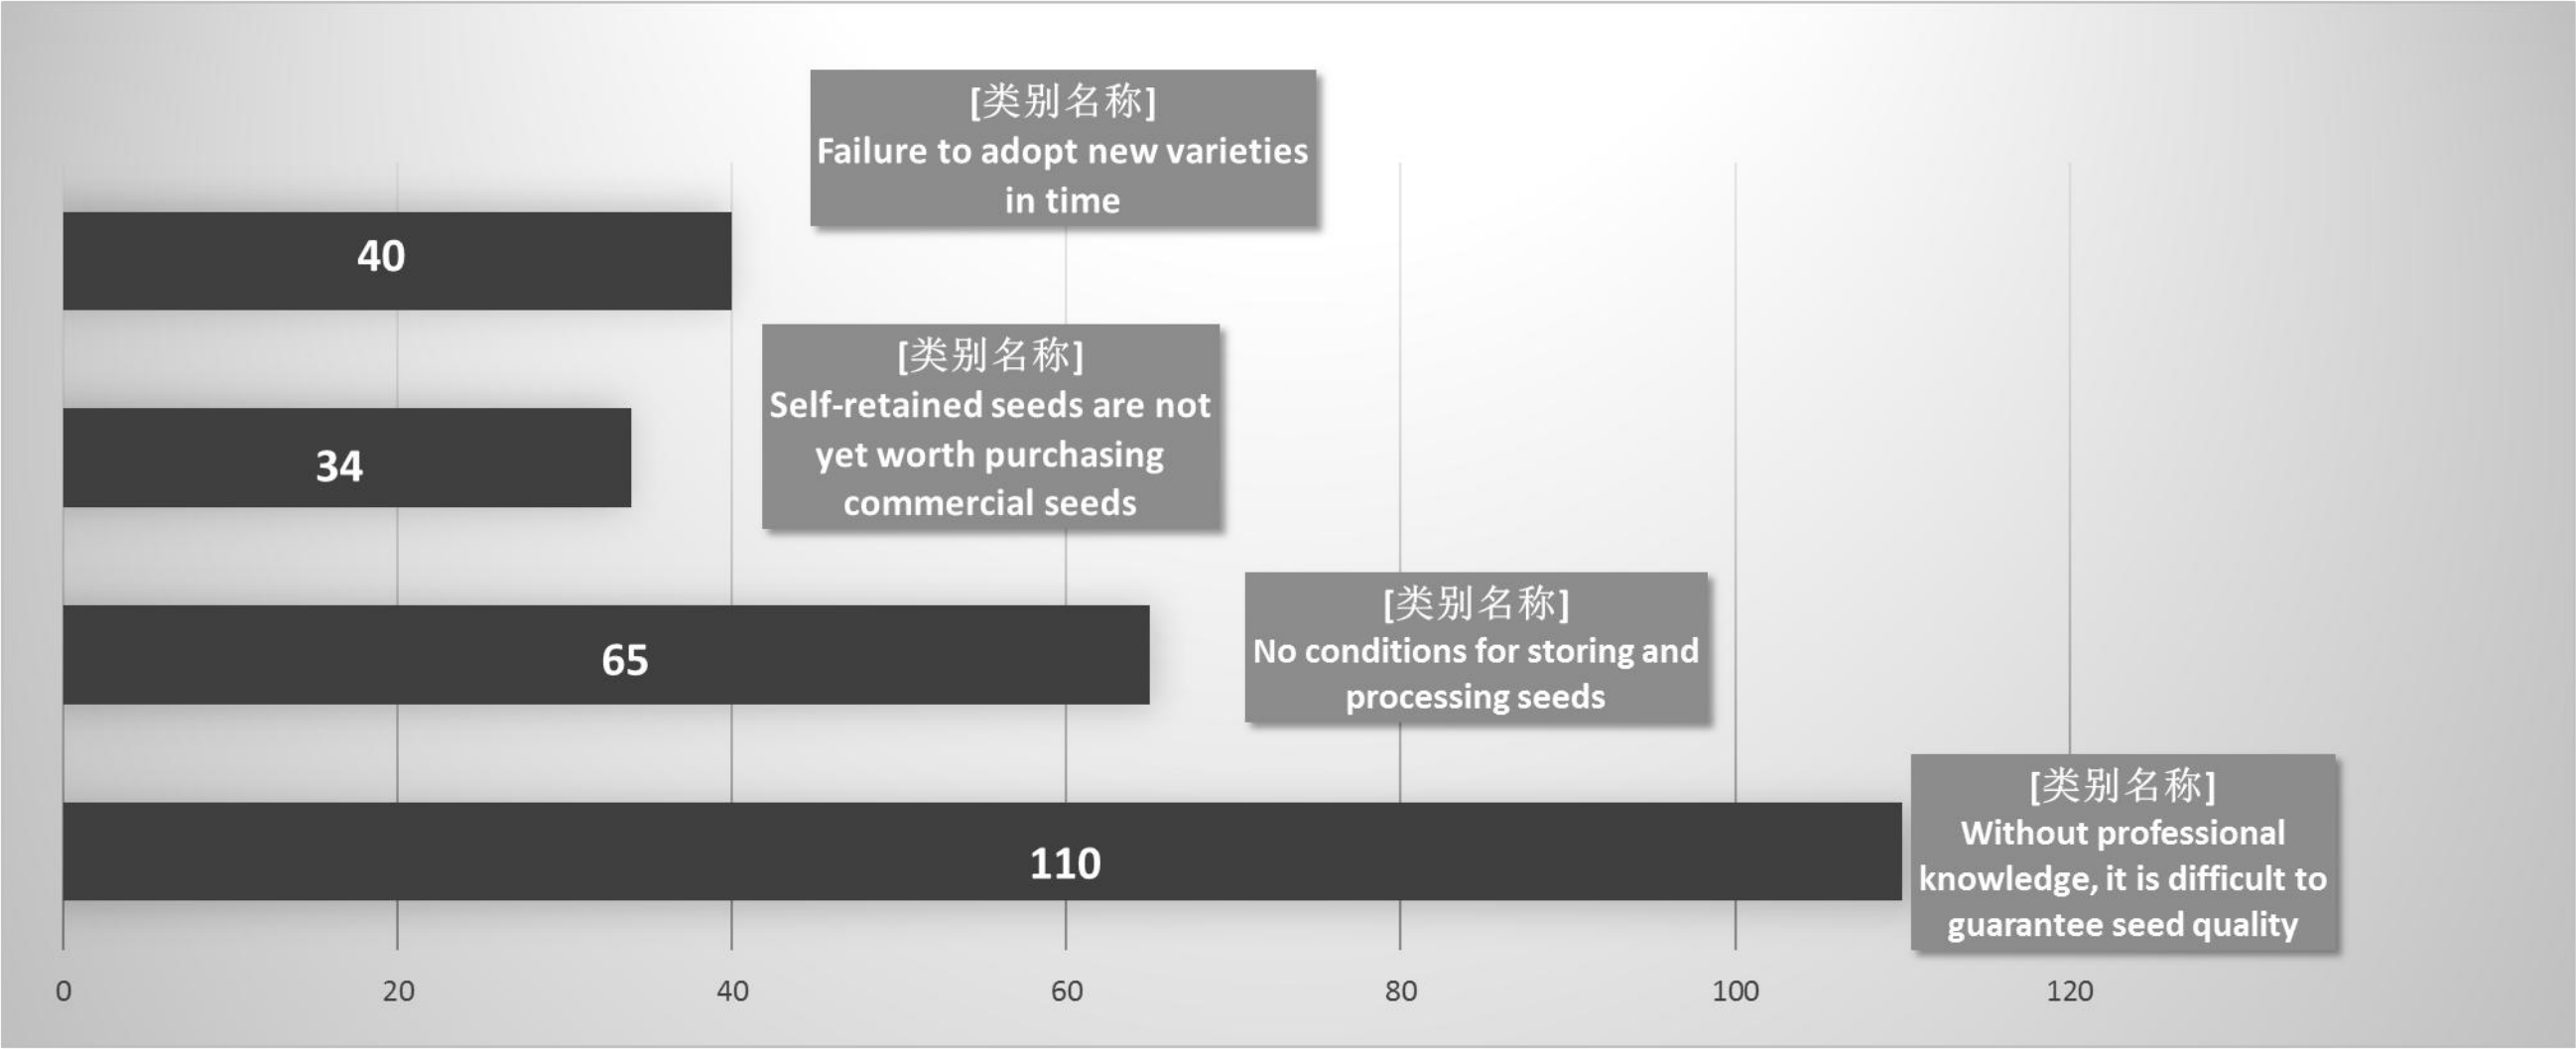 [类别名称]
Failure to adopt new varieties
in time
40
[类别名称]
Self-retained seeds are not
yet worth purchasing
commercial seeds
34
[类别名称]
No conditions for storing and
processing seeds
65
[类别名称]
Without professional
knowledge, it is difficult to
guarantee seed quality
110
0 20 40 60 80 100 120